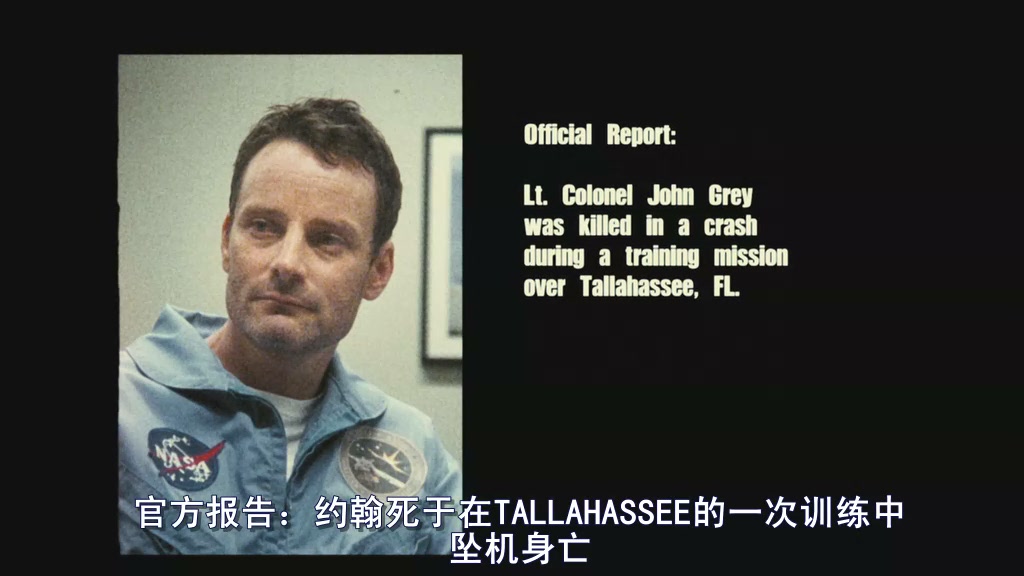 Official Report:
Lt. Colonel John Grey
was killed in a crash
during a training mission
over Tallahassee, FL.
NASA
官方报告：约翰死于在TALLAHASSEE的一次训练中
坠机身亡